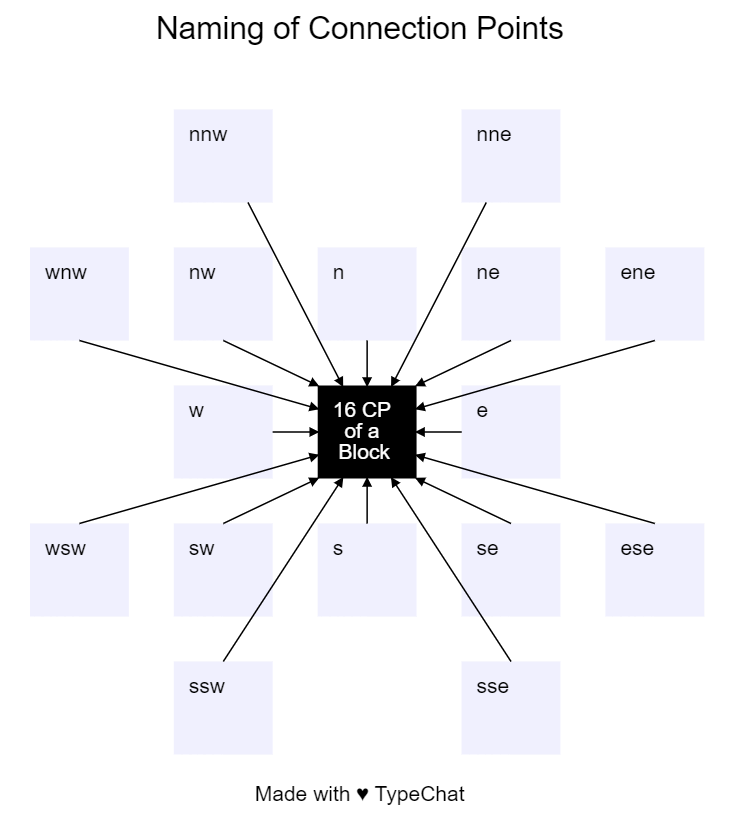 Naming of Connection Points
nnw
nne
wnw
nw
n
ne
ene
w
16 CP
of a
Block
e
wsw
sw
s
se
ese
ssw
sse
Made with ♥ TypeChat